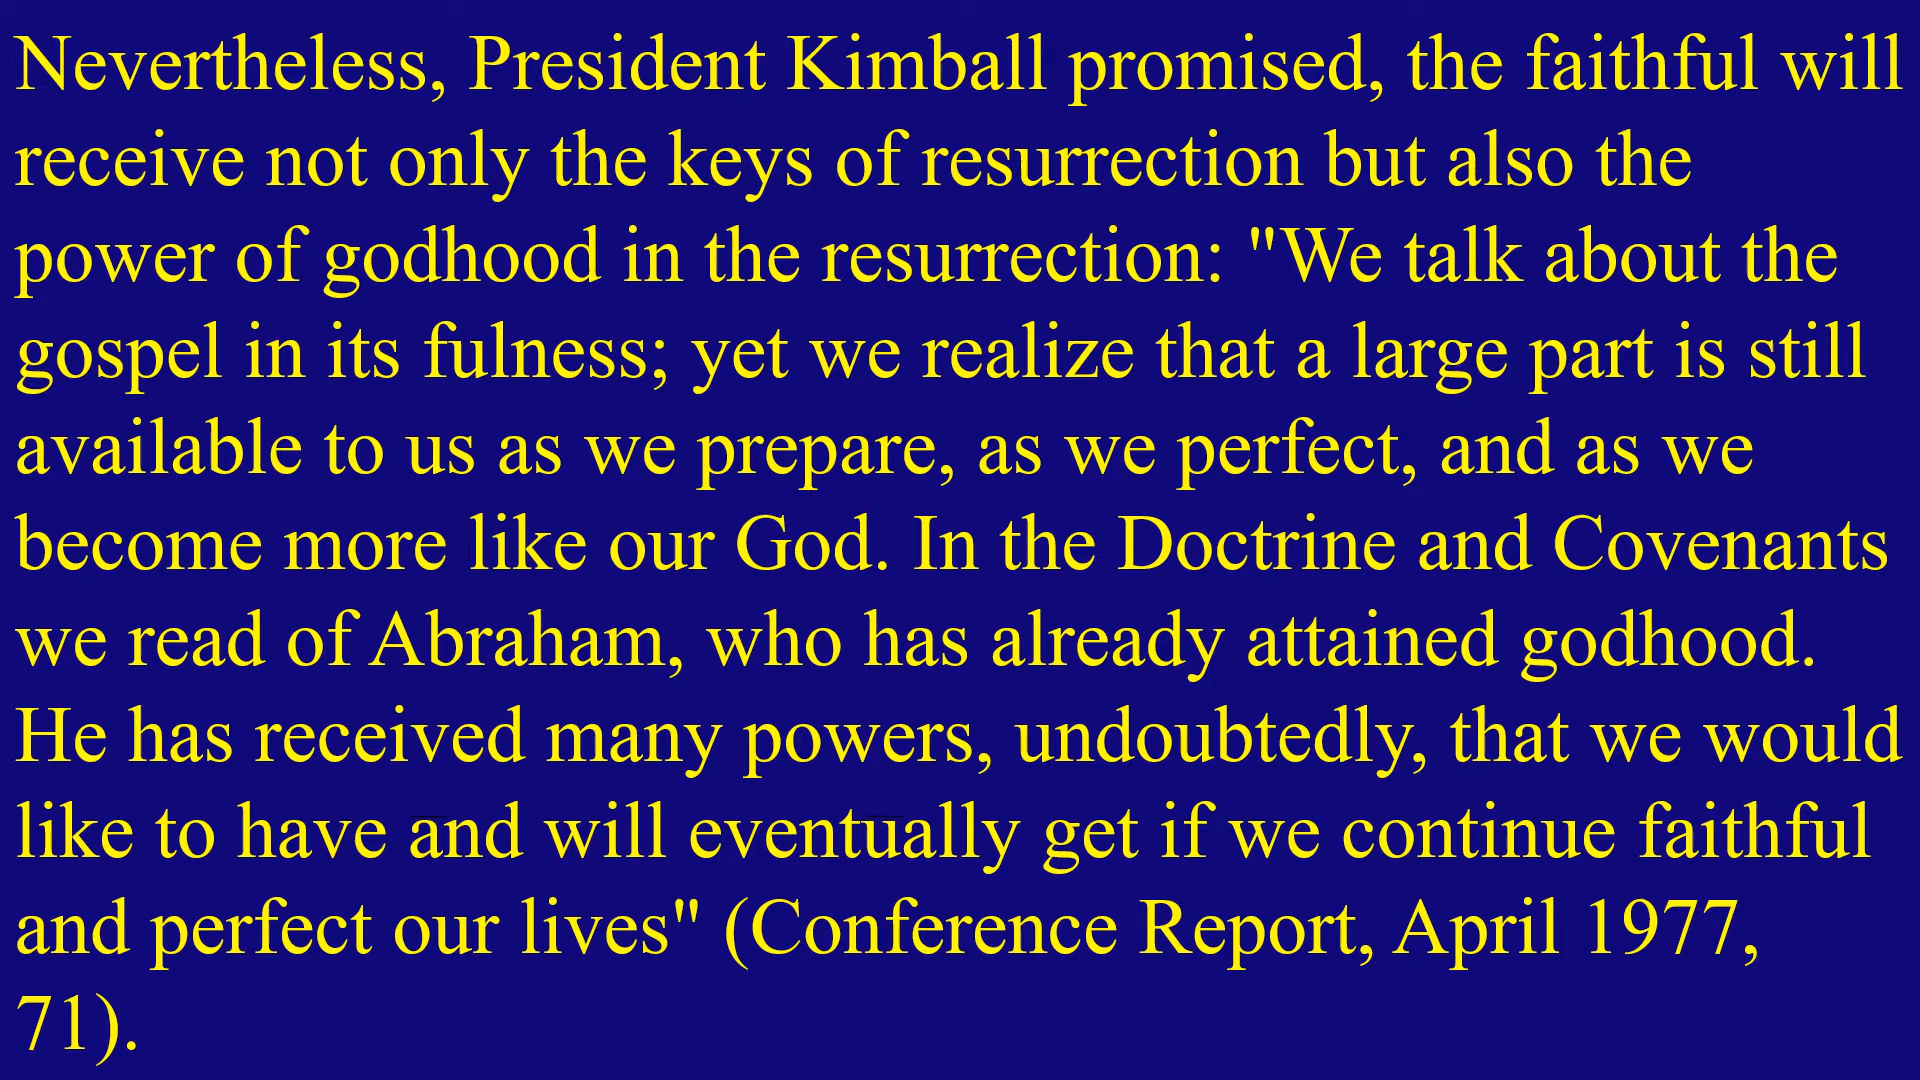 Nevertheless, President Kimball promised, the faithful will
receive not only the keys of resurrection but also the
power of godhood in the resurrection: "We talk about the
gospel in its fulness; yet we realize that a large part is still
available to us as we prepare, as we perfect, and as we
become more like our God. In the Doctrine and Covenants
we read of Abraham, who has already attained godhood.
He has received many powers, undoubtedly, that we would
like to have and will eventually get if we continue faithful
and perfect our lives" (Conference Report, April 1977,
71).